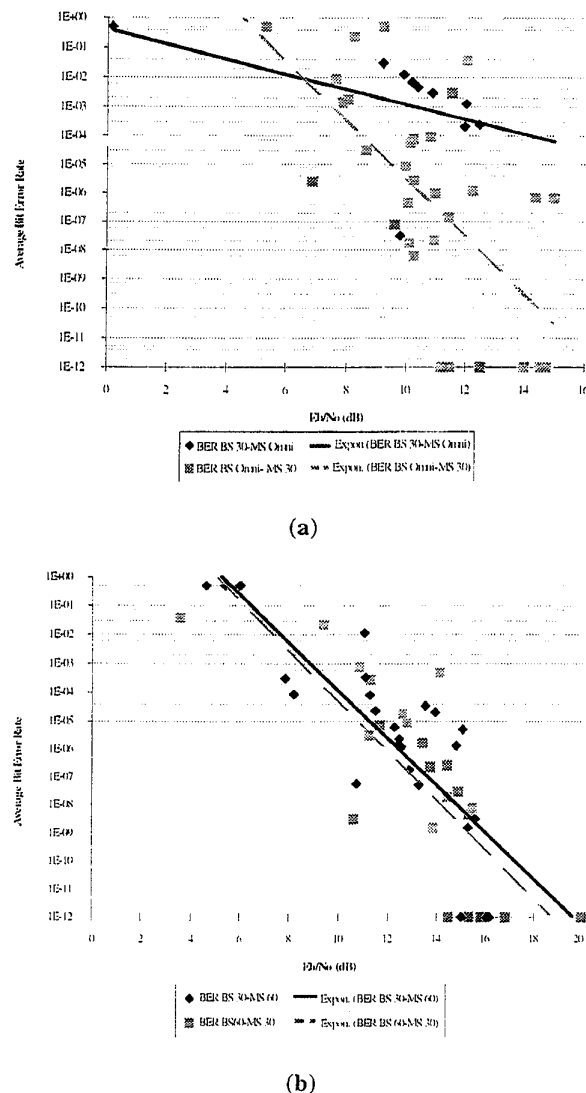 1E+00
1E-01
1E-02
1E-03
1E-04
1E-05
1E-06
1E-07
1E-08
1E-09
1E-10
1E-11
1E-12
Average Bit Error Rate
0 2 4 6 8 10 12 14 16
Eb/No (dB)
BER BS 30-MS Omni Expon. (BER BS 30-MS Omni)
BER BS Omni- MS 30 Expon. (BER BS Omni-MS 30)
(a)
1E+00
1E-01
1E-02
1E-03
1E-04
1E-05
1E-06
1E-07
1E-08
1E-09
1E-10
1E-11
1E-12
Average Bit Error Rate
0 2 4 6 8 10 12 14 16 18 20
Eb/No (dB)
BER BS 30-MS 60 Expon. (BER BS 30-MS 60)
BER BS60-MS 30 Expon. (BER BS 60-MS 30)
(b)